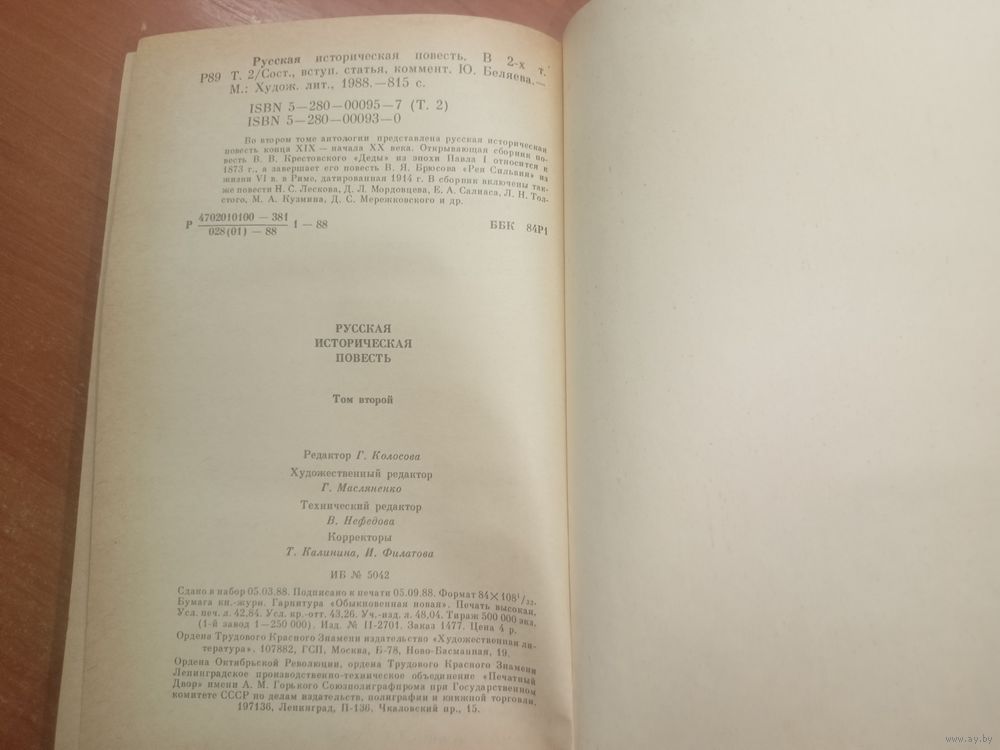 Русская историческая повесть. В 2-х т.
Р89 Т. 2/Сост., вступ. статья, коммент. Ю. Беляева.—
М.: Худож. лит., 1988.—815 с.
ISBN 5—280—00095—7 (Т. 2)
ISBN 5—280—00093—0
Во втором томе антологии представлена русская историческая
повесть конца XIX — начала XX века. Открывающая сборник по-
весть В. В. Крестовского «Деды» из эпохи Павла I относится к
1873 г., а завершает его повесть В. Я. Брюсова «Рея Сильвия» из
жизни VI в. в Риме, датированная 1914 г. В сборник включены так-
же повести Н. С. Лескова, Д. Л. Мордовцева, Е. А. Салиаса, Л. Н. Тол-
стого, М. А. Кузмина, Д. С. Мережковского и др.
Р 4702010100 — 381
028(01) — 88 1 — 88 ББК 84Р1
РУССКАЯ
ИСТОРИЧЕСКАЯ
ПОВЕСТЬ
Том второй
Редактор Г. Колосова
Художественный редактор
Г. Масляненко
Технический редактор
В. Нефедова
Корректоры
Т. Калинина, И. Филатова
ИБ № 5042
Сдано в набор 05.03.88. Подписано к печати 05.09.88. Формат 84×108¹/₃₂.
Бумага кн.-журн. Гарнитура «Обыкновенная новая». Печать высокая.
Усл. печ. л. 42,84. Усл. кр.-отт. 43,26. Уч.-изд. л. 48,04. Тираж 500 000 экз.
(1-й завод 1—250 000). Изд. № II-2701. Заказ 1477. Цена 4 р.
Ордена Трудового Красного Знамени издательство «Художественная ли-
тература». 107882, ГСП, Москва, Б-78, Ново-Басманная, 19.
Ордена Октябрьской Революции, ордена Трудового Красного Знамени
Ленинградское производственно-техническое объединение «Печатный
Двор» имени А. М. Горького Союзполиграфпрома при Государственном
комитете СССР по делам издательств, полиграфии и книжной торговли.
197136, Ленинград, П-136, Чкаловский пр., 15.
© www.ay.by